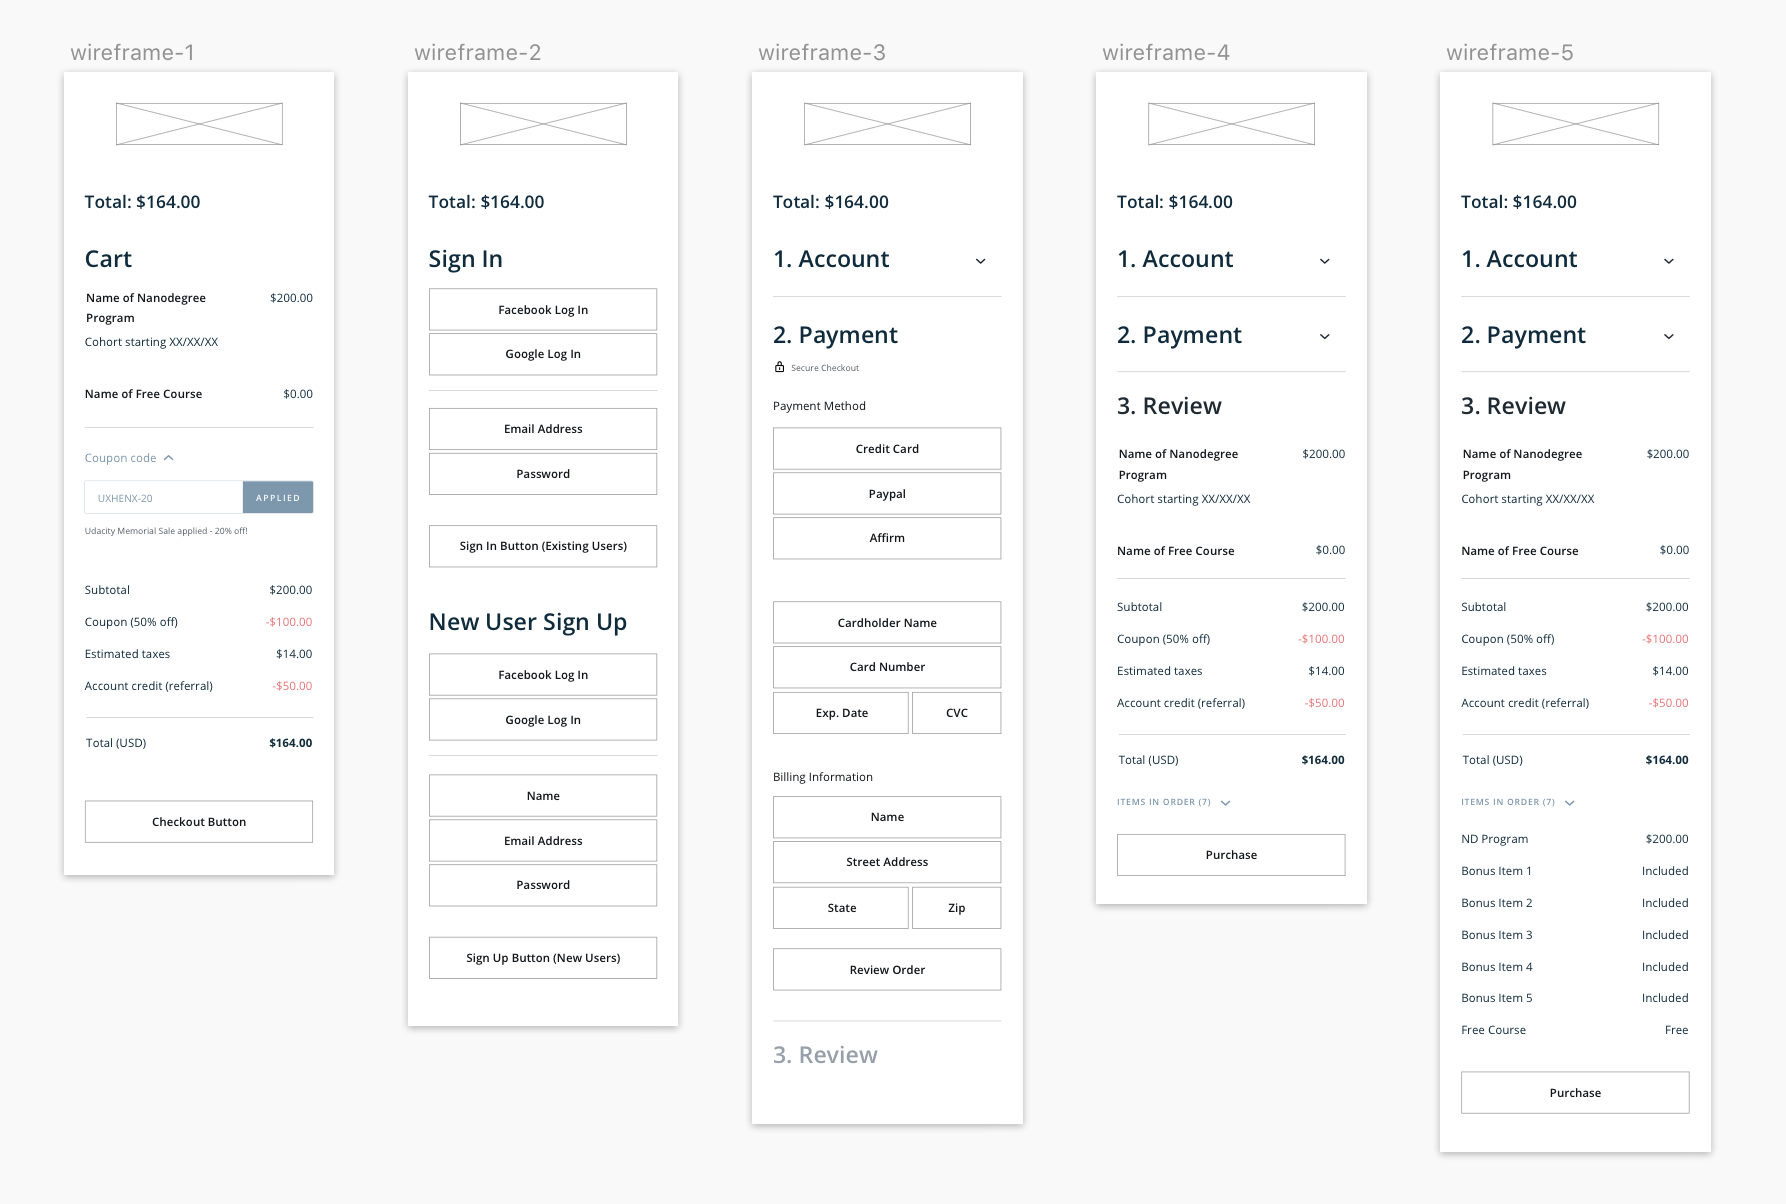 wireframe-1
Total: $164.00
Cart
Name of Nanodegree $200.00
Program
Cohort starting XX/XX/XX
Name of Free Course $0.00
Coupon code
UXHENX-20 APPLIED
Udacity Memorial Sale applied - 20% off!
Subtotal $200.00
Coupon (50% off) -$100.00
Estimated taxes $14.00
Account credit (referral) -$50.00
Total (USD) $164.00
Checkout Button
wireframe-2
Total: $164.00
Sign In
Facebook Log In
Google Log In
Email Address
Password
Sign In Button (Existing Users)
New User Sign Up
Facebook Log In
Google Log In
Name
Email Address
Password
Sign Up Button (New Users)
wireframe-3
Total: $164.00
1. Account
2. Payment
Secure Checkout
Payment Method
Credit Card
Paypal
Affirm
Cardholder Name
Card Number
Exp. Date CVC
Billing Information
Name
Street Address
State Zip
Review Order
3. Review
wireframe-4
Total: $164.00
1. Account
2. Payment
3. Review
Name of Nanodegree $200.00
Program
Cohort starting XX/XX/XX
Name of Free Course $0.00
Subtotal $200.00
Coupon (50% off) -$100.00
Estimated taxes $14.00
Account credit (referral) -$50.00
Total (USD) $164.00
ITEMS IN ORDER (7)
Purchase
wireframe-5
Total: $164.00
1. Account
2. Payment
3. Review
Name of Nanodegree $200.00
Program
Cohort starting XX/XX/XX
Name of Free Course $0.00
Subtotal $200.00
Coupon (50% off) -$100.00
Estimated taxes $14.00
Account credit (referral) -$50.00
Total (USD) $164.00
ITEMS IN ORDER (7)
ND Program $200.00
Bonus Item 1 Included
Bonus Item 2 Included
Bonus Item 3 Included
Bonus Item 4 Included
Bonus Item 5 Included
Free Course Free
Purchase